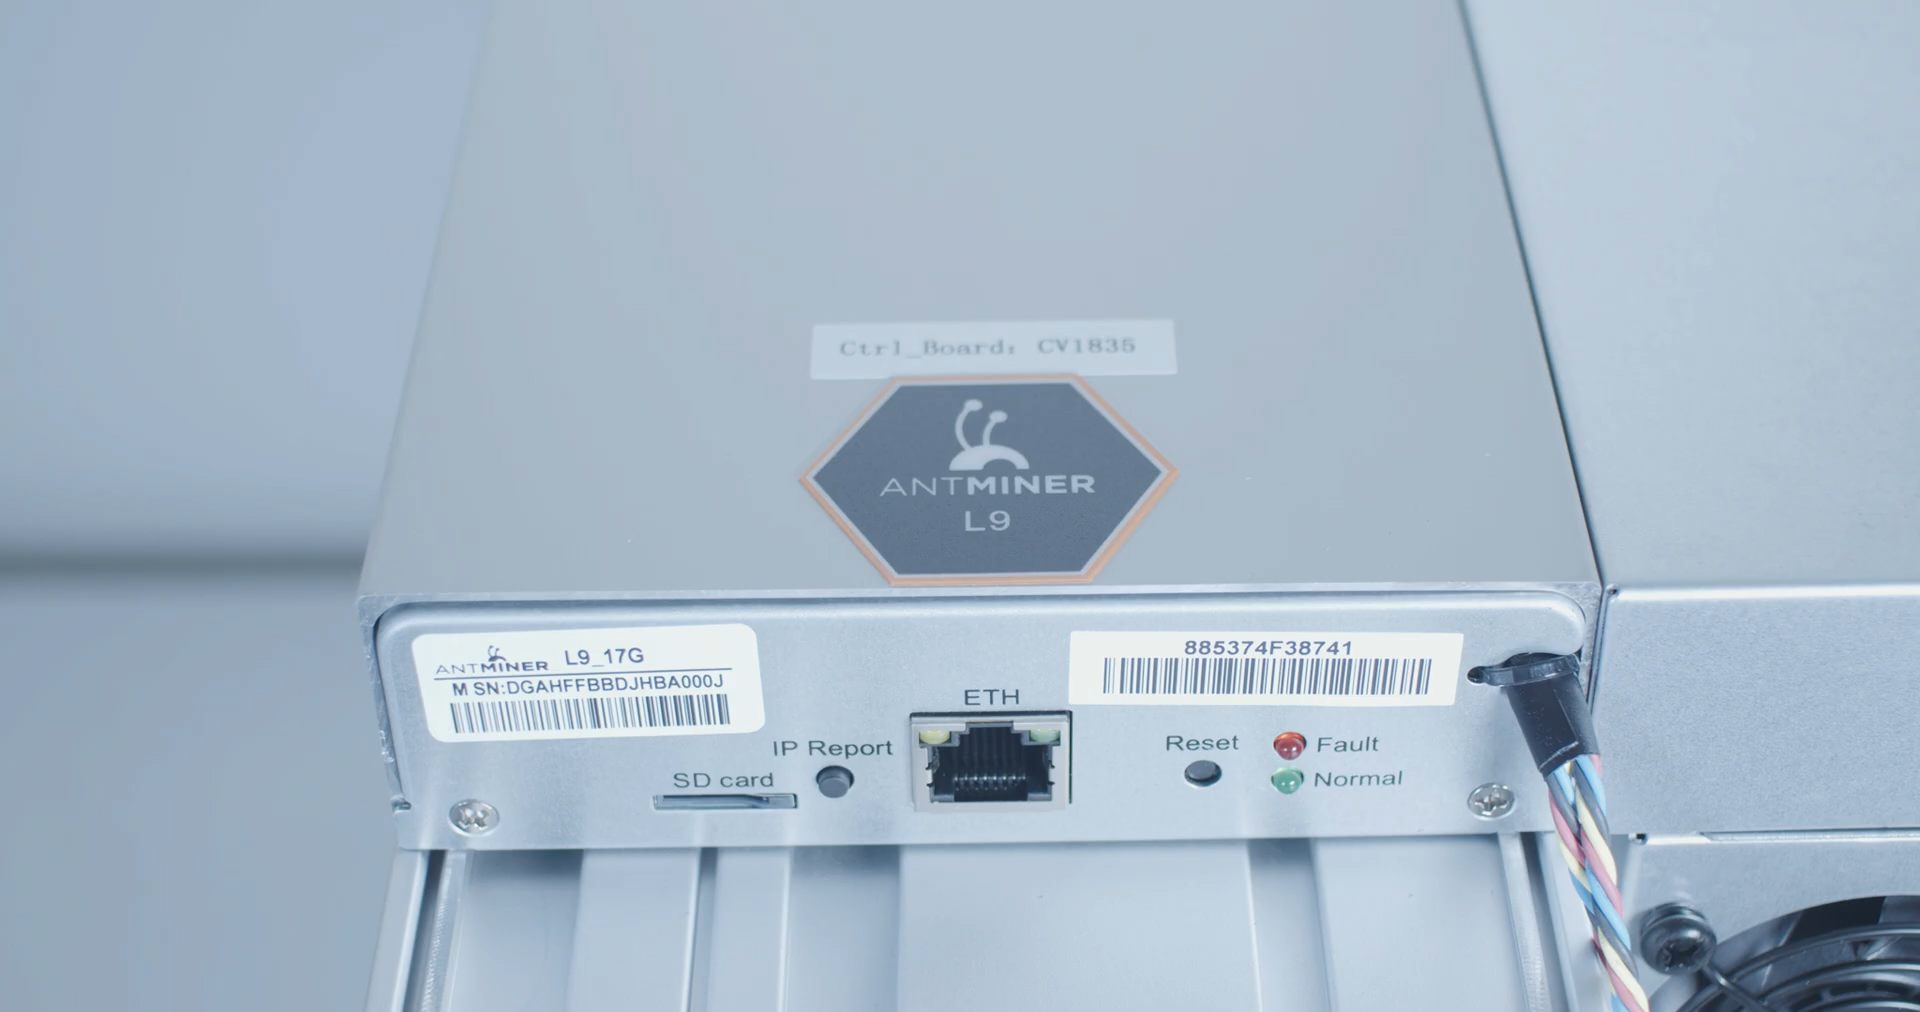 Ctrl_Board: CV1835
ANTMINER
L9
ANTMINER L9_17G
M SN:DGAHFFBBDJHBA000J
885374F38741
ETH
IP Report
SD card
Reset
Fault
Normal